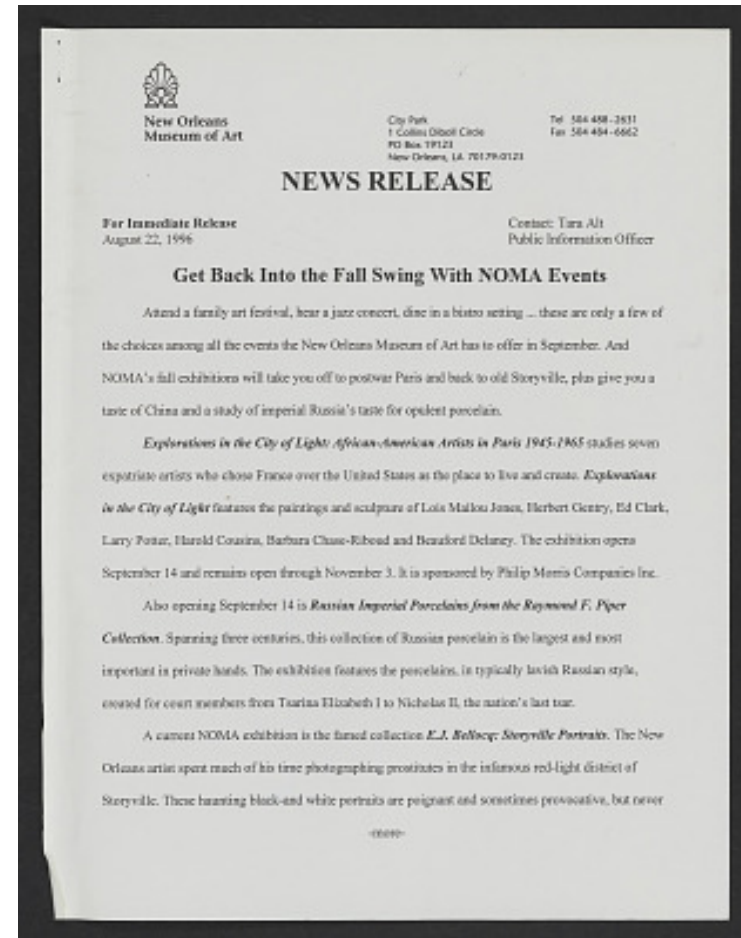 New Orleans
Museum of Art
City Park
1 Collins Diboll Circle
PO Box 19123
New Orleans, LA 70179-0123
Tel 504 488-2631
Fax 504 484-6662
NEWS RELEASE
For Immediate Release
August 22, 1996
Contact: Tara Alt
Public Information Officer
Get Back Into the Fall Swing With NOMA Events
Attend a family art festival, hear a jazz concert, dine in a bistro setting ... these are only a few of
the choices among all the events the New Orleans Museum of Art has to offer in September. And
NOMA's fall exhibitions will take you off to postwar Paris and back to old Storyville, plus give you a
taste of China and a study of imperial Russia's taste for opulent porcelain.
Explorations in the City of Light: African-American Artists in Paris 1945-1965 studies seven
expatriate artists who chose France over the United States as the place to live and create. Explorations
in the City of Light features the paintings and sculpture of Lois Mallou Jones, Herbert Gentry, Ed Clark,
Larry Potter, Harold Cousins, Barbara Chase-Riboud and Beauford Delaney. The exhibition opens
September 14 and remains open through November 3. It is sponsored by Philip Morris Companies Inc.
Also opening September 14 is Russian Imperial Porcelains from the Raymond F. Piper
Collection. Spanning three centuries, this collection of Russian porcelain is the largest and most
important in private hands. The exhibition features the porcelains, in typically lavish Russian style,
created for court members from Tsarina Elizabeth I to Nicholas II, the nation's last tsar.
A current NOMA exhibition is the famed collection E.J. Bellocq: Storyville Portraits. The New
Orleans artist spent much of his time photographing prostitutes in the infamous red-light district of
Storyville. These haunting black-and white portraits are poignant and sometimes provocative, but never
-more-